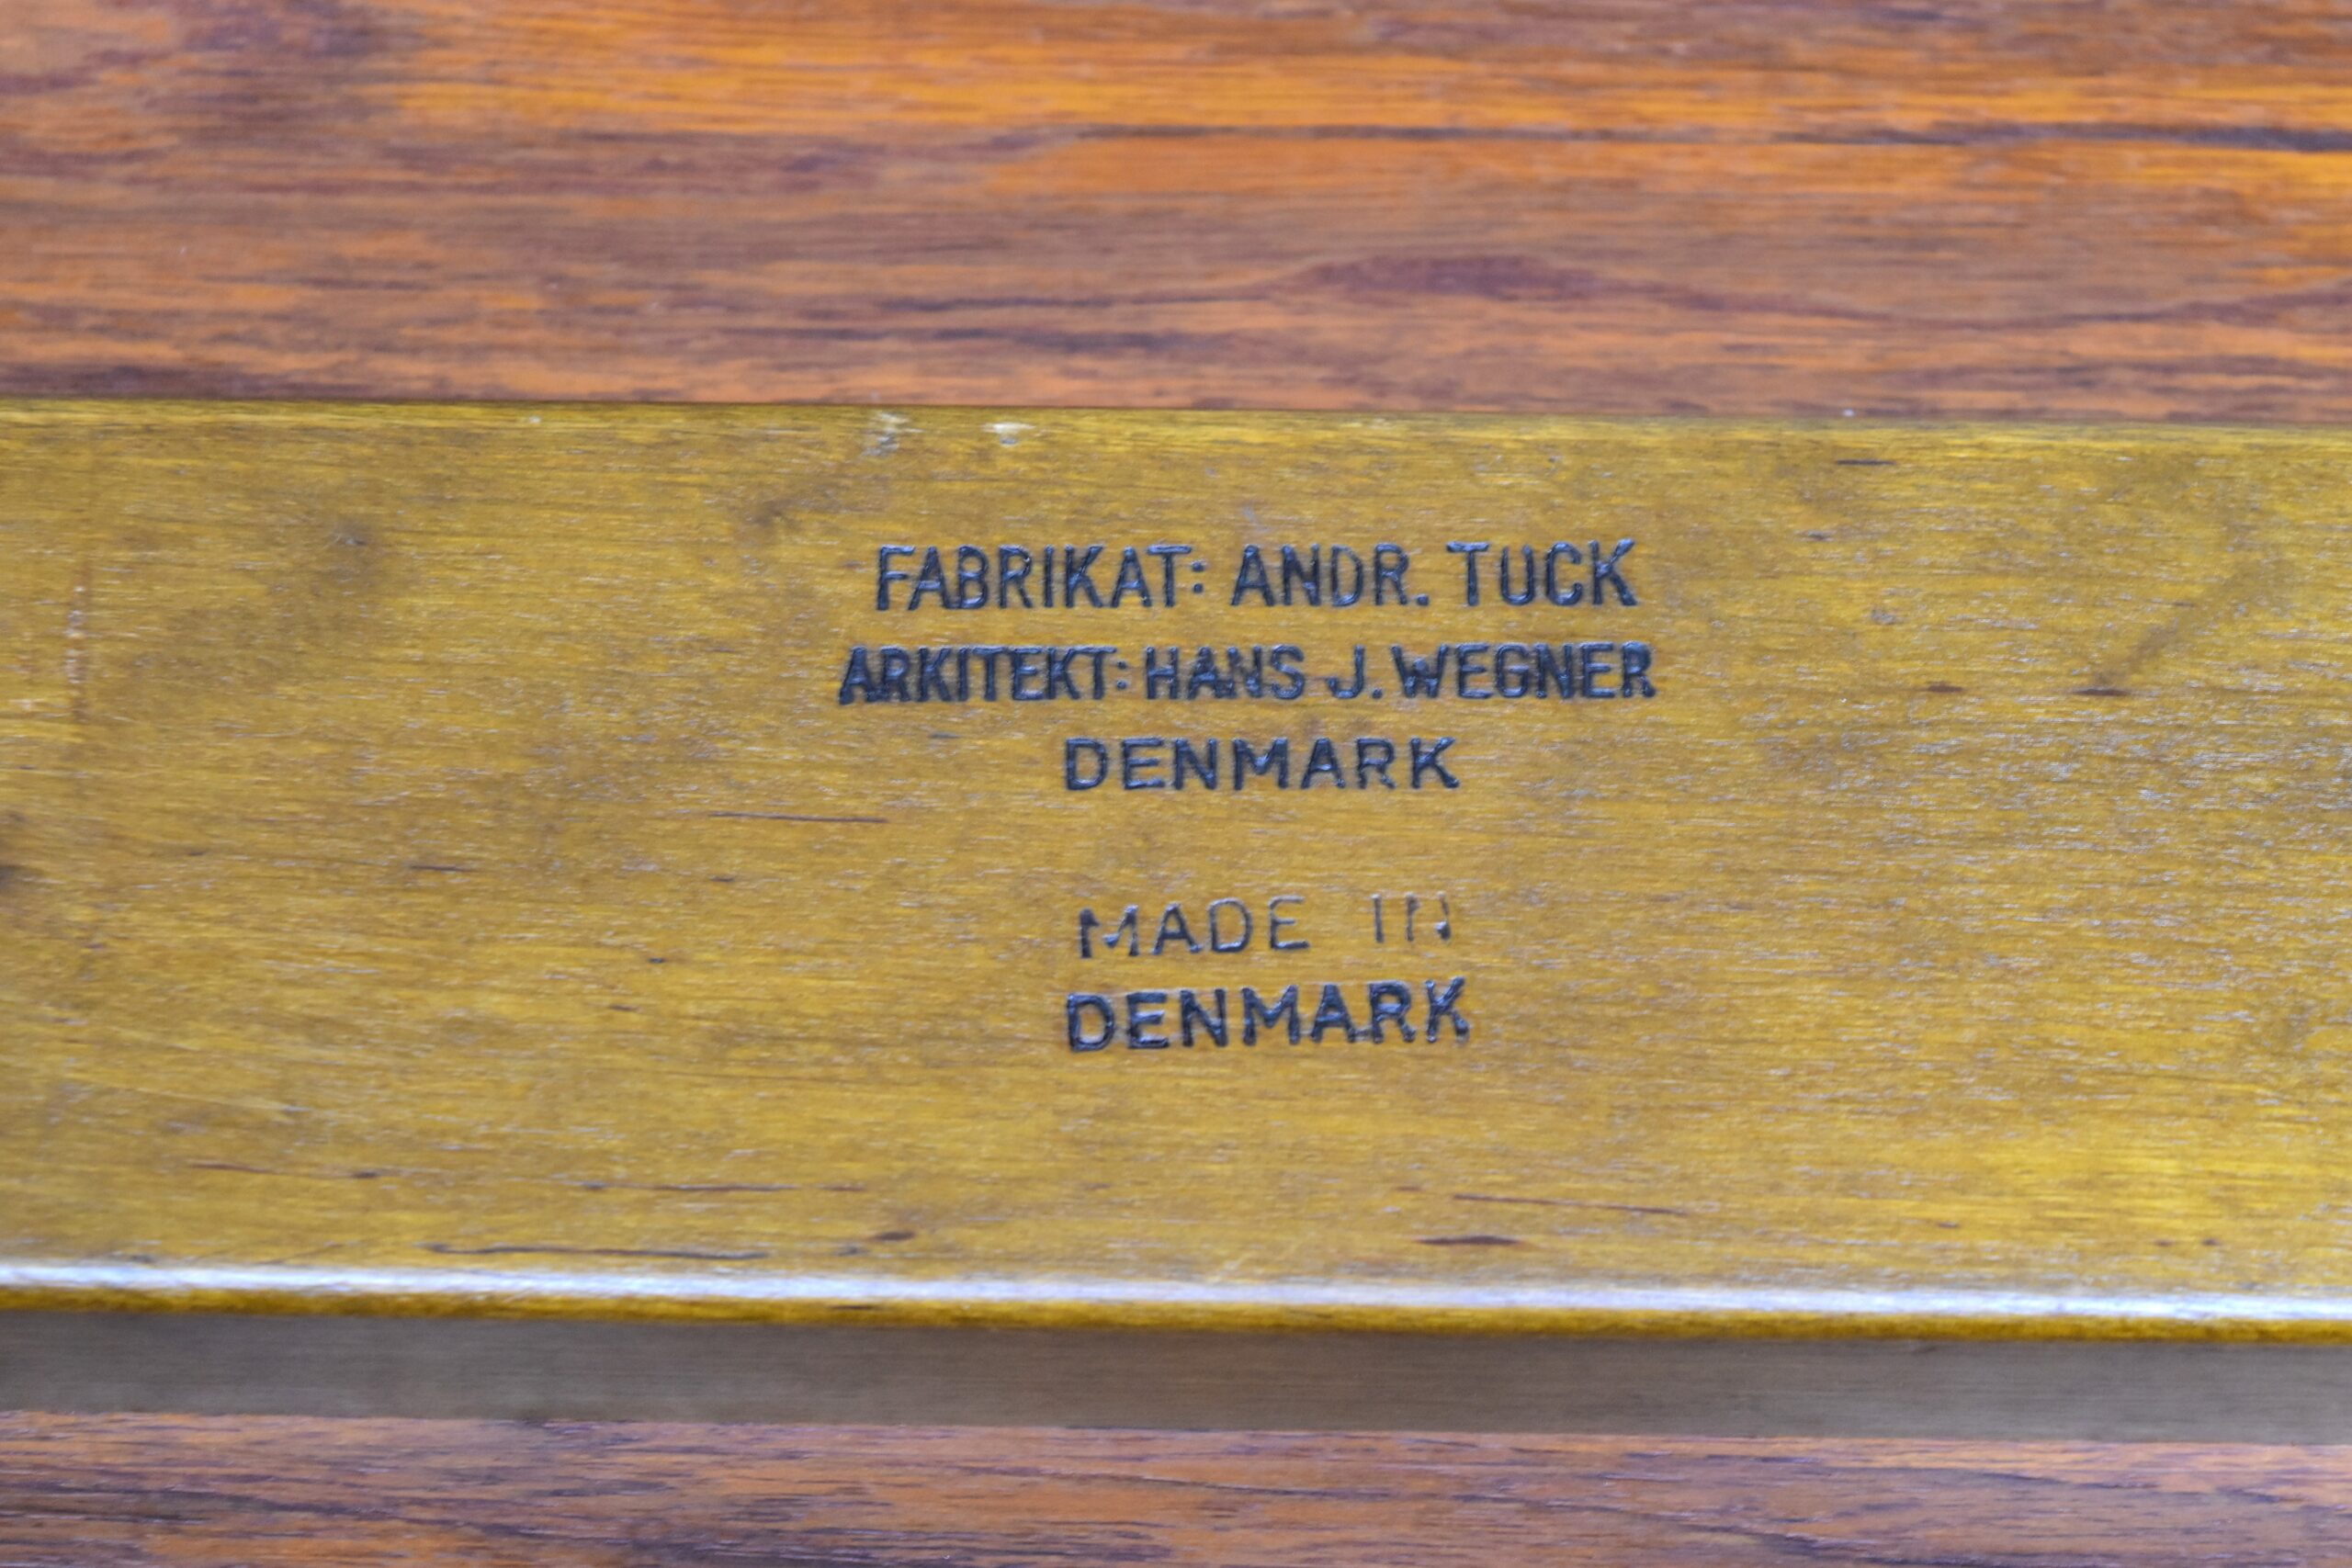 FABRIKAT: ANDR. TUCK
ARKITEKT: HANS J. WEGNER
DENMARK
MADE IN
DENMARK